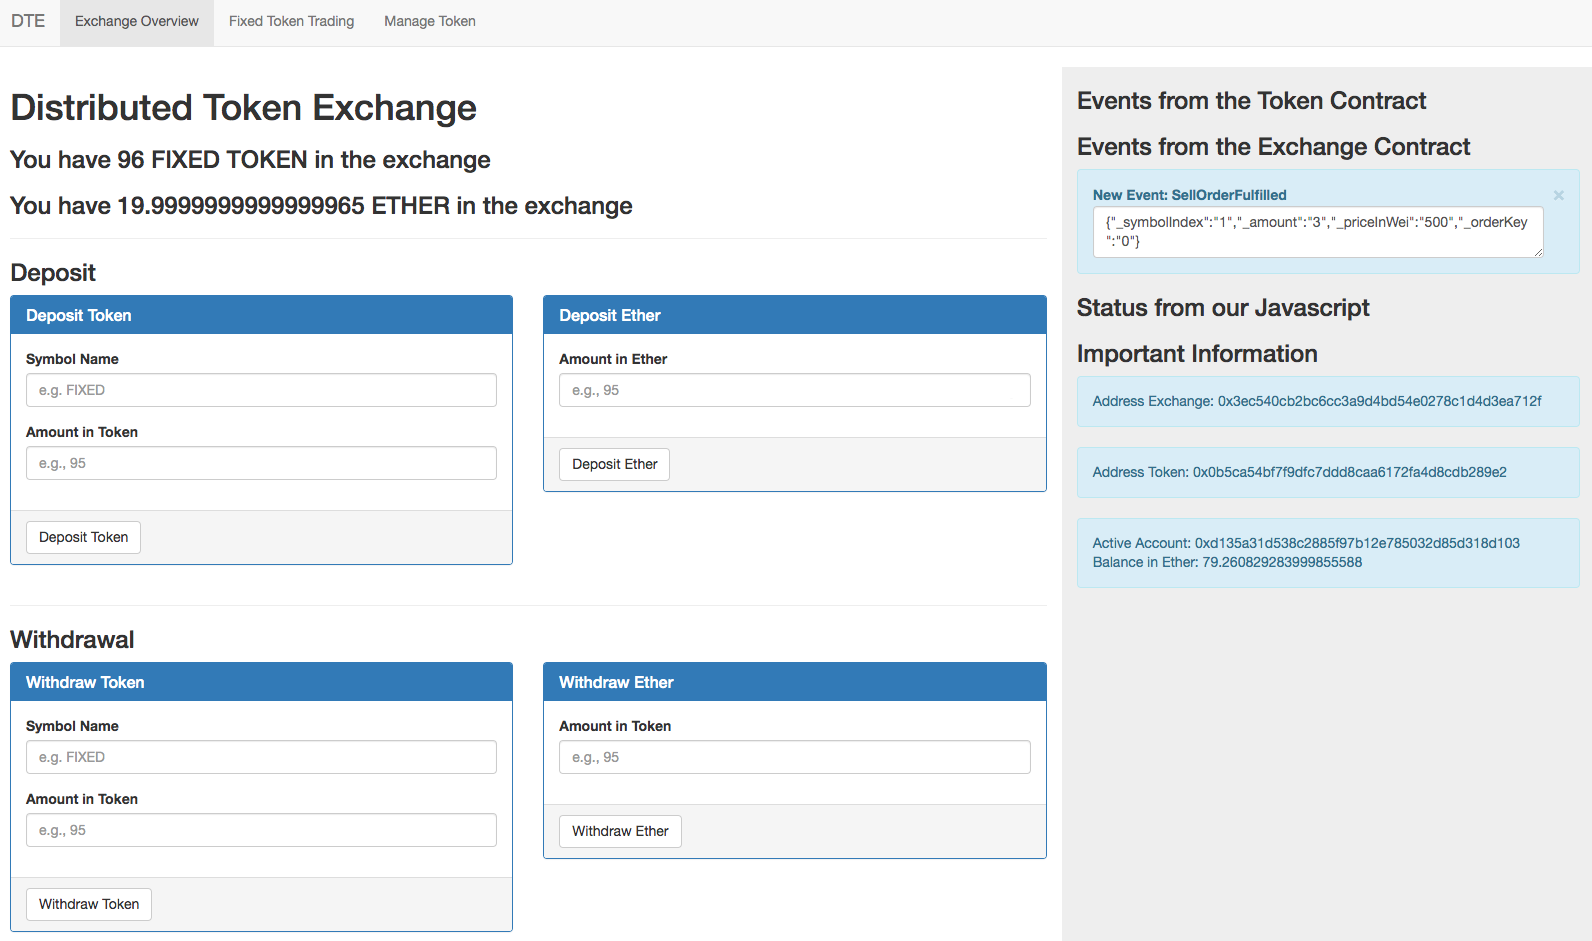 DTE
Exchange Overview
Fixed Token Trading
Manage Token
Distributed Token Exchange
You have 96 FIXED TOKEN in the exchange
You have 19.9999999999999965 ETHER in the exchange
Deposit
Deposit Token
Symbol Name
e.g. FIXED
Amount in Token
e.g., 95
Deposit Token
Deposit Ether
Amount in Ether
e.g., 95
Deposit Ether
Withdrawal
Withdraw Token
Symbol Name
e.g. FIXED
Amount in Token
e.g., 95
Withdraw Token
Withdraw Ether
Amount in Token
e.g., 95
Withdraw Ether
Events from the Token Contract
Events from the Exchange Contract
New Event: SellOrderFulfilled
×
{"_symbolIndex":"1","_amount":"3","_priceInWei":"500","_orderKey
":"0"}
Status from our Javascript
Important Information
Address Exchange: 0x3ec540cb2bc6cc3a9d4bd54e0278c1d4d3ea712f
Address Token: 0x0b5ca54bf7f9dfc7ddd8caa6172fa4d8cdb289e2
Active Account: 0xd135a31d538c2885f97b12e785032d85d318d103
Balance in Ether: 79.260829283999855588